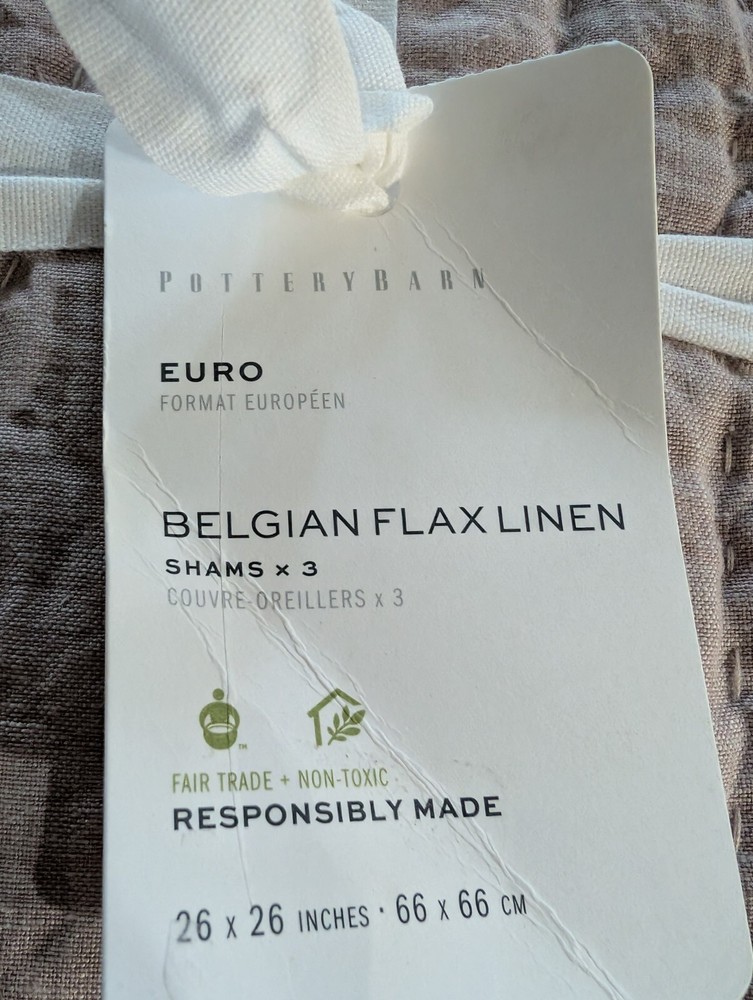 POTTERYBARN
EURO
FORMAT EUROPÉEN
BELGIAN FLAX LINEN
SHAMS x 3
COUVRE-OREILLERS x 3
TM
FAIR TRADE + NON-TOXIC
RESPONSIBLY MADE
26 x 26 INCHES · 66 x 66 CM